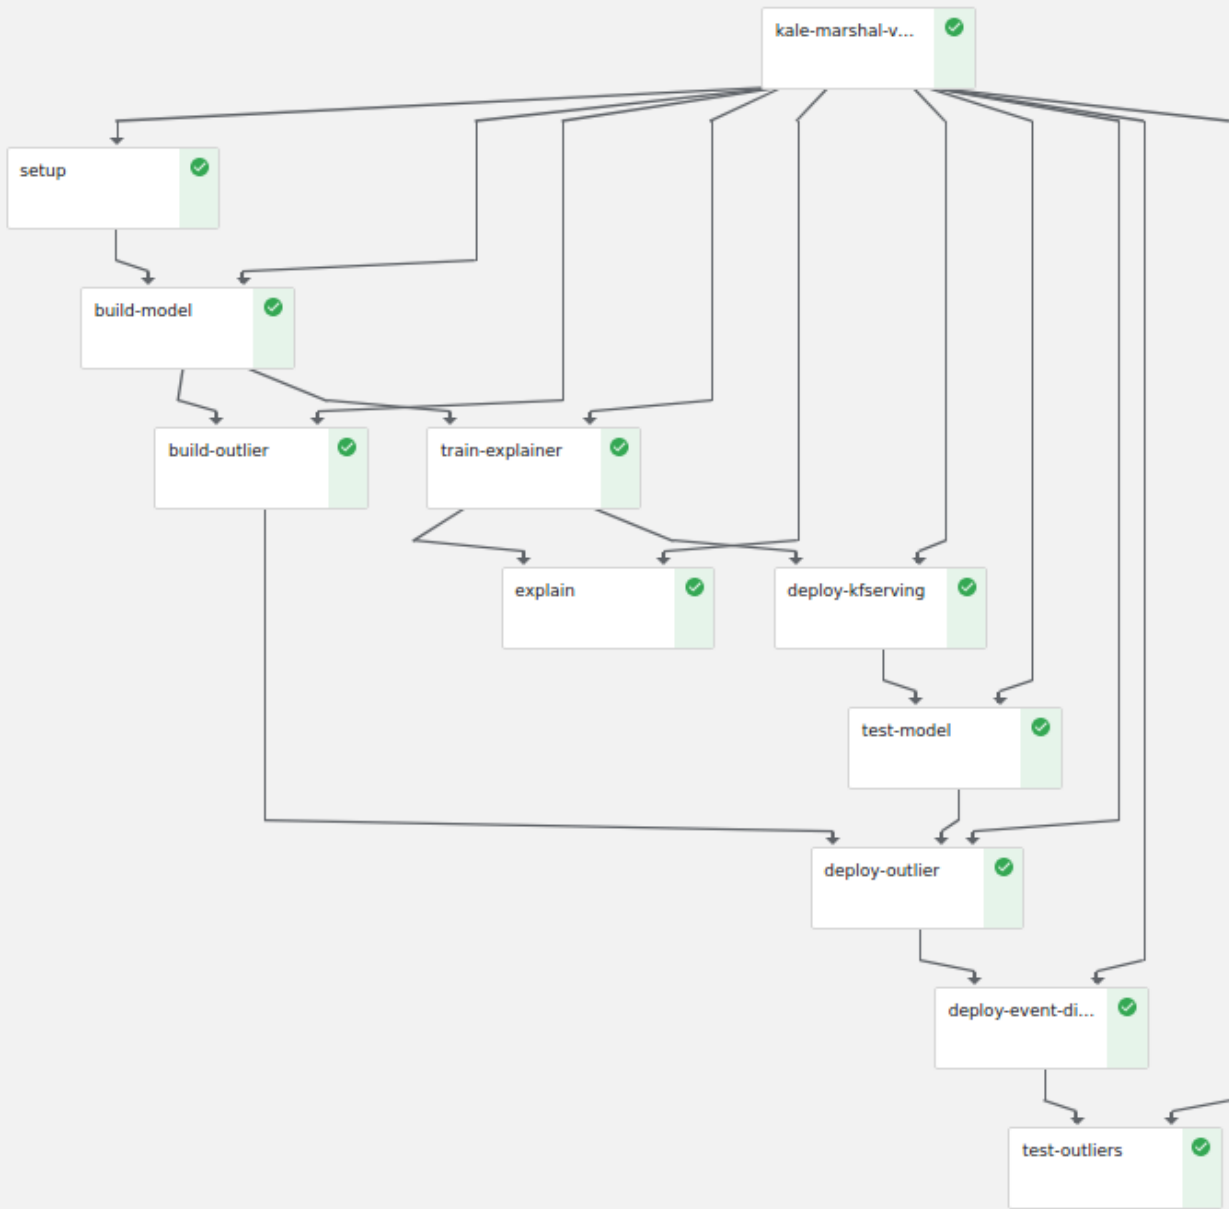 kale-marshal-v...
setup
build-model
build-outlier
train-explainer
explain
deploy-kfserving
test-model
deploy-outlier
deploy-event-di...
test-outliers